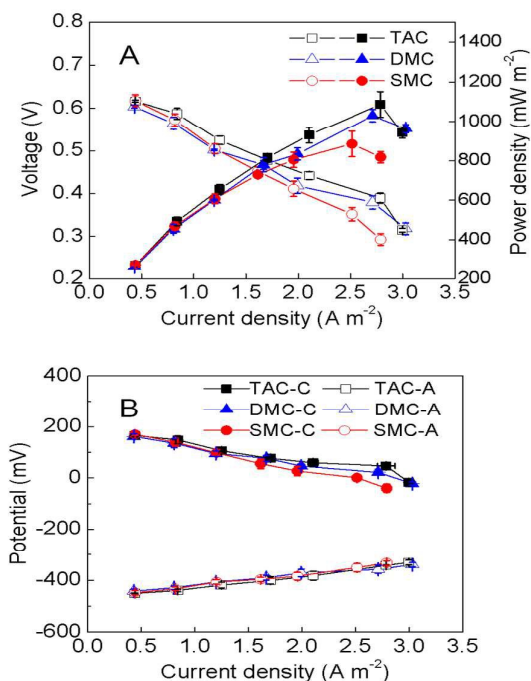 A
TAC
DMC
SMC
0.8
0.7
0.6
0.5
0.4
0.3
0.2
Voltage (V)
1400
1200
1000
800
600
400
200
Power density (mW m-2)
0.0 0.5 1.0 1.5 2.0 2.5 3.0 3.5
Current density (A m-2)
B
TAC-C TAC-A
DMC-C DMC-A
SMC-C SMC-A
400
200
0
-200
-400
-600
Potential (mV)
0.0 0.5 1.0 1.5 2.0 2.5 3.0 3.5
Current density (A m-2)